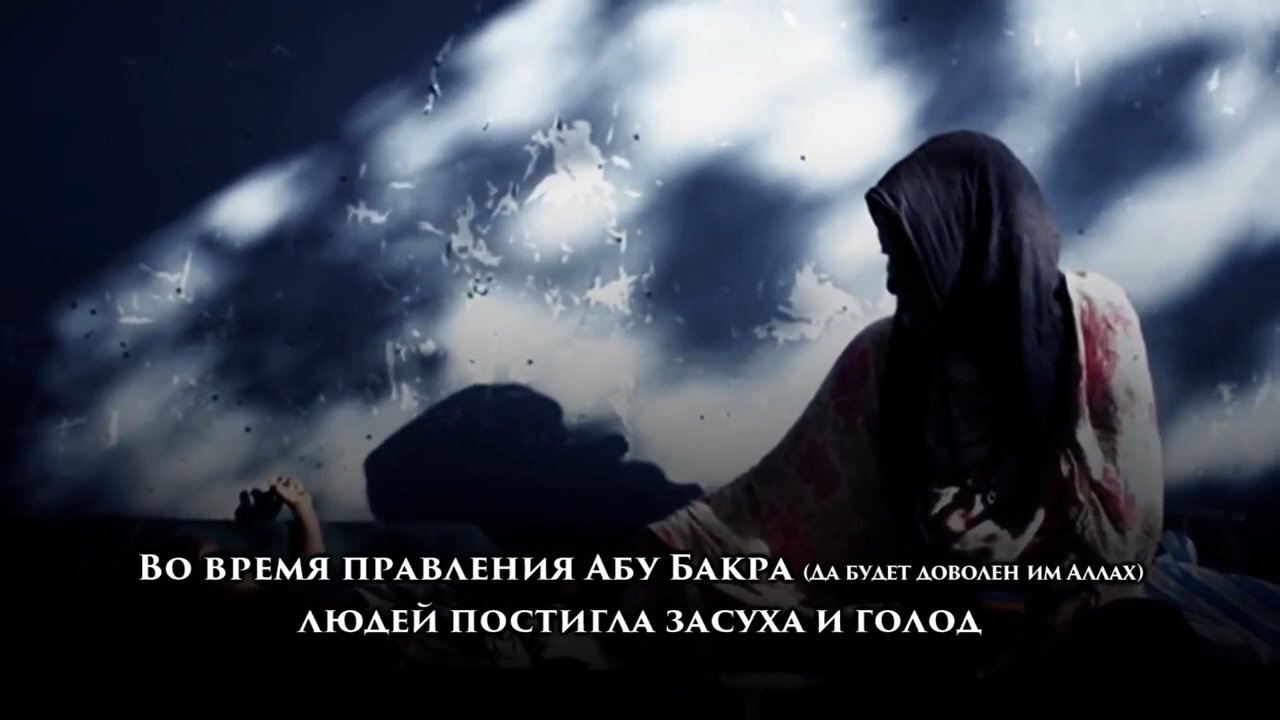 Во время правления Абу Бакра (да будет доволен им Аллах)
людей постигла засуха и голод